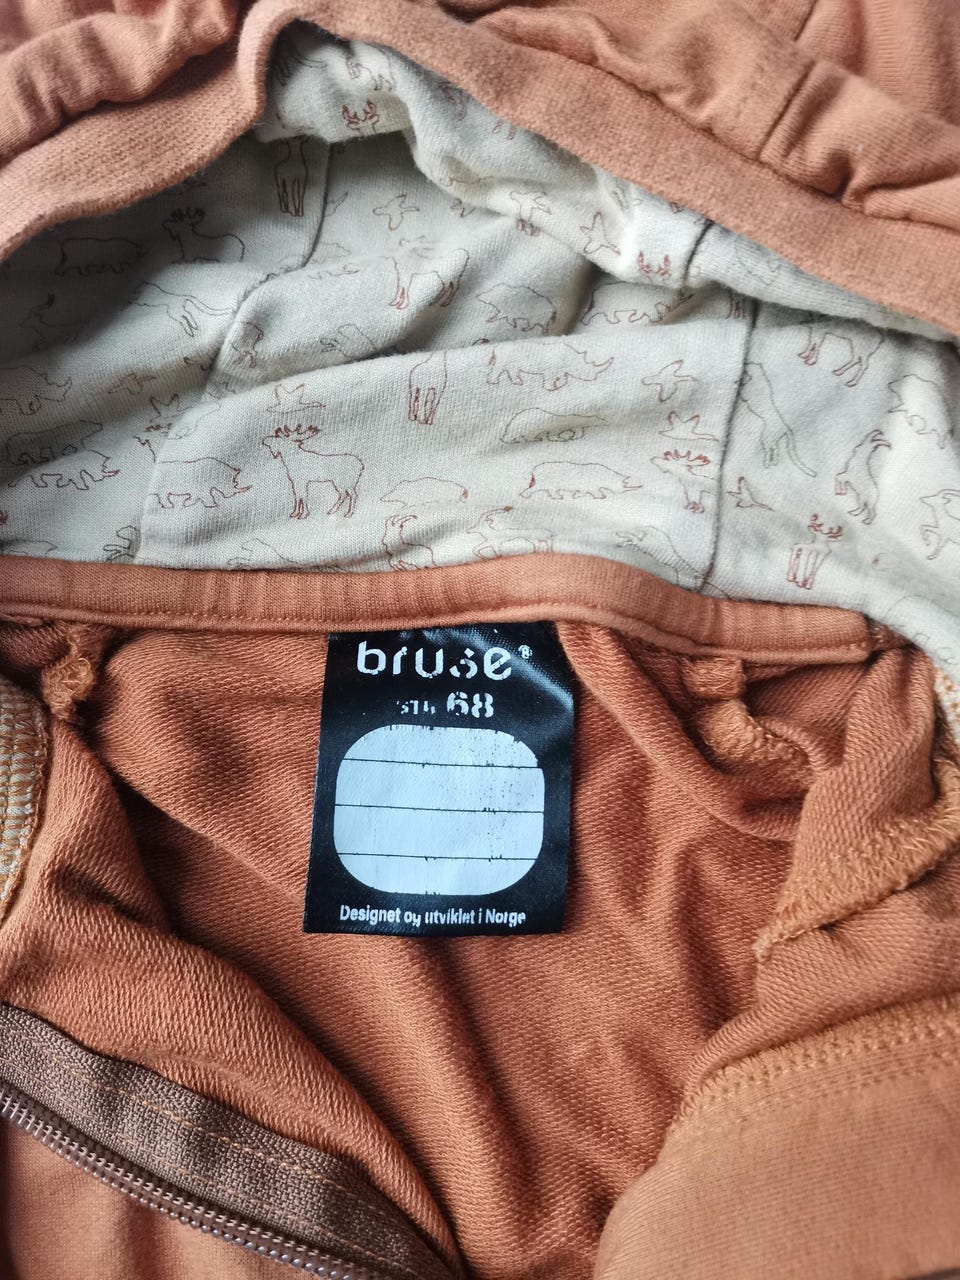 bruse®
str. 68
Designet og utviklet i Norge